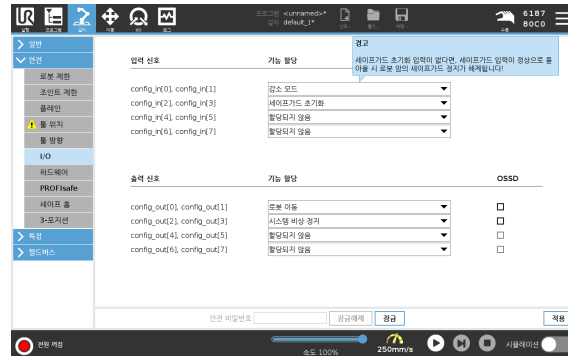 UR
실행
프로그램
설치
이동
I/O
로그
프로그램 <unnamed>*
설치 default_1*
신규...
열기...
저장...
수동
6187
80C0
일반
안전
로봇 제한
조인트 제한
플레인
툴 위치
툴 방향
I/O
하드웨어
PROFIsafe
세이프 홈
3-포지션
특징
필드버스
경고
세이프가드 초기화 입력이 없다면, 세이프가드 입력이 정상으로 돌
아올 시 로봇 암의 세이프가드 정지가 해제됩니다!
입력 신호 기능 할당
config_in[0], config_in[1] 감소 모드
config_in[2], config_in[3] 세이프가드 초기화
config_in[4], config_in[5] 할당되지 않음
config_in[6], config_in[7] 할당되지 않음
출력 신호 기능 할당 OSSD
config_out[0], config_out[1] 로봇 이동
config_out[2], config_out[3] 시스템 비상 정지
config_out[4], config_out[5] 할당되지 않음
config_out[6], config_out[7] 할당되지 않음
안전 비밀번호 잠금해제 잠금 적용
전원 꺼짐
속도 100%
250mm/s
시뮬레이션